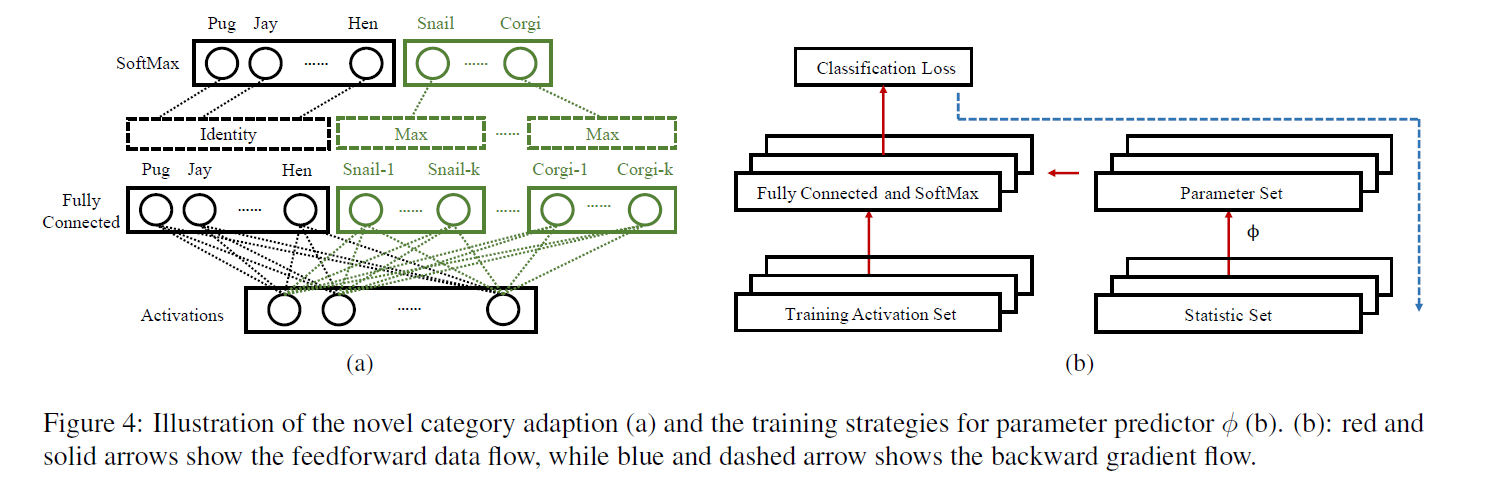 Pug Jay Hen Snail Corgi
SoftMax ...... ......
Identity Max ...... Max
Pug Jay Hen Snail-1 Snail-k Corgi-1 Corgi-k
Fully
Connected ...... ...... ...... ......
Activations ......
(a)
Classification Loss
Fully Connected and SoftMax
Parameter Set
ϕ
Training Activation Set
Statistic Set
(b)
Figure 4: Illustration of the novel category adaption (a) and the training strategies for parameter predictor ϕ (b). (b): red and
solid arrows show the feedforward data flow, while blue and dashed arrow shows the backward gradient flow.